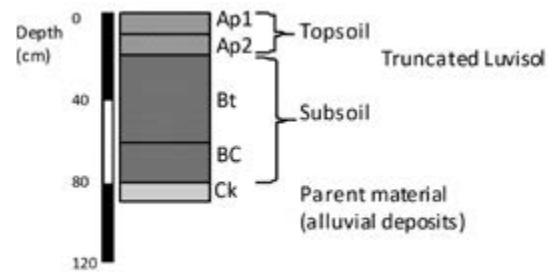 Depth
(cm)
0
40
80
120
Ap1
Ap2
Bt
BC
Ck
Topsoil
Subsoil
Parent material
(alluvial deposits)
Truncated Luvisol